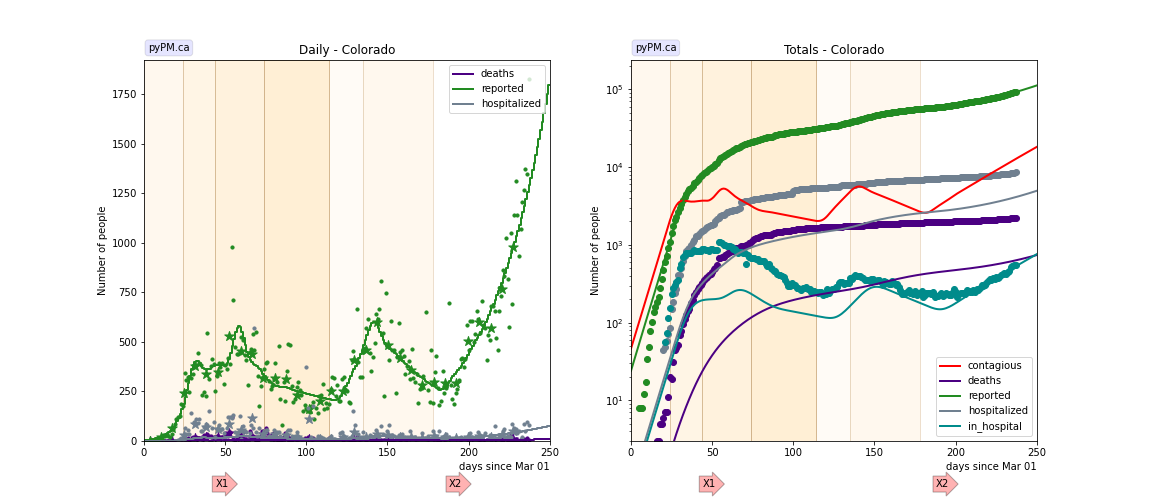 pyPM.ca
Daily - Colorado
Number of people
1750
1500
1250
1000
750
500
250
0
deaths
reported
hospitalized
0 50 100 150 200 250
days since Mar 01
X1 X2
pyPM.ca
Totals - Colorado
Number of people
10⁵
10⁴
10³
10²
10¹
contagious
deaths
reported
hospitalized
in_hospital
0 50 100 150 200 250
days since Mar 01
X1 X2